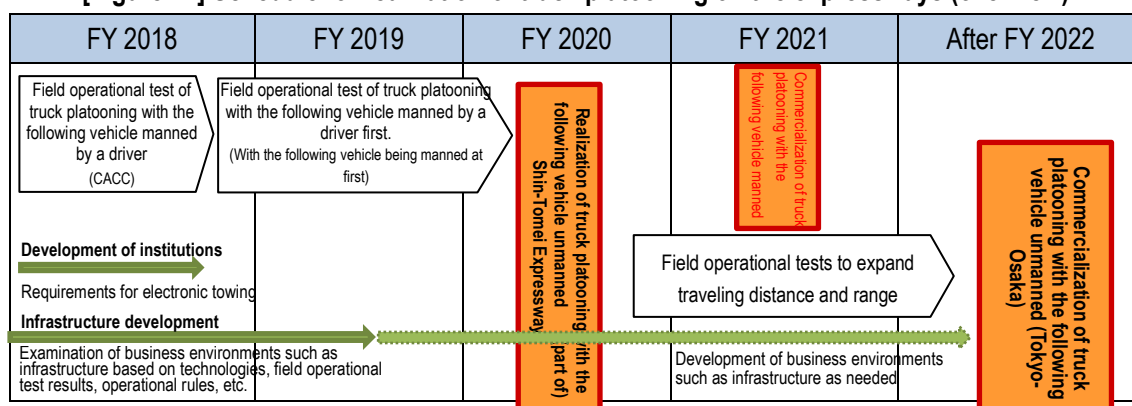 FY 2018
FY 2019
FY 2020
FY 2021
After FY 2022
Field operational test of
truck platooning with the
following vehicle manned
by a driver
(CACC)
Field operational test of truck platooning
with the following vehicle manned by a
driver first.
(With the following vehicle being manned at
first)
Realization of truck platooning with the
following vehicle unmanned part of)
Shin-Tomei Expressway
Commercialization of truck
platooning with the
following vehicle manned
Commercialization of truck
platooning with the following
vehicle unmanned (Tokyo-
Osaka)
Development of institutions
Requirements for electronic towing
Field operational tests to expand
traveling distance and range
Infrastructure development
Examination of business environments such as
infrastructure based on technologies, field operational
test results, operational rules, etc.
Development of business environments
such as infrastructure as needed